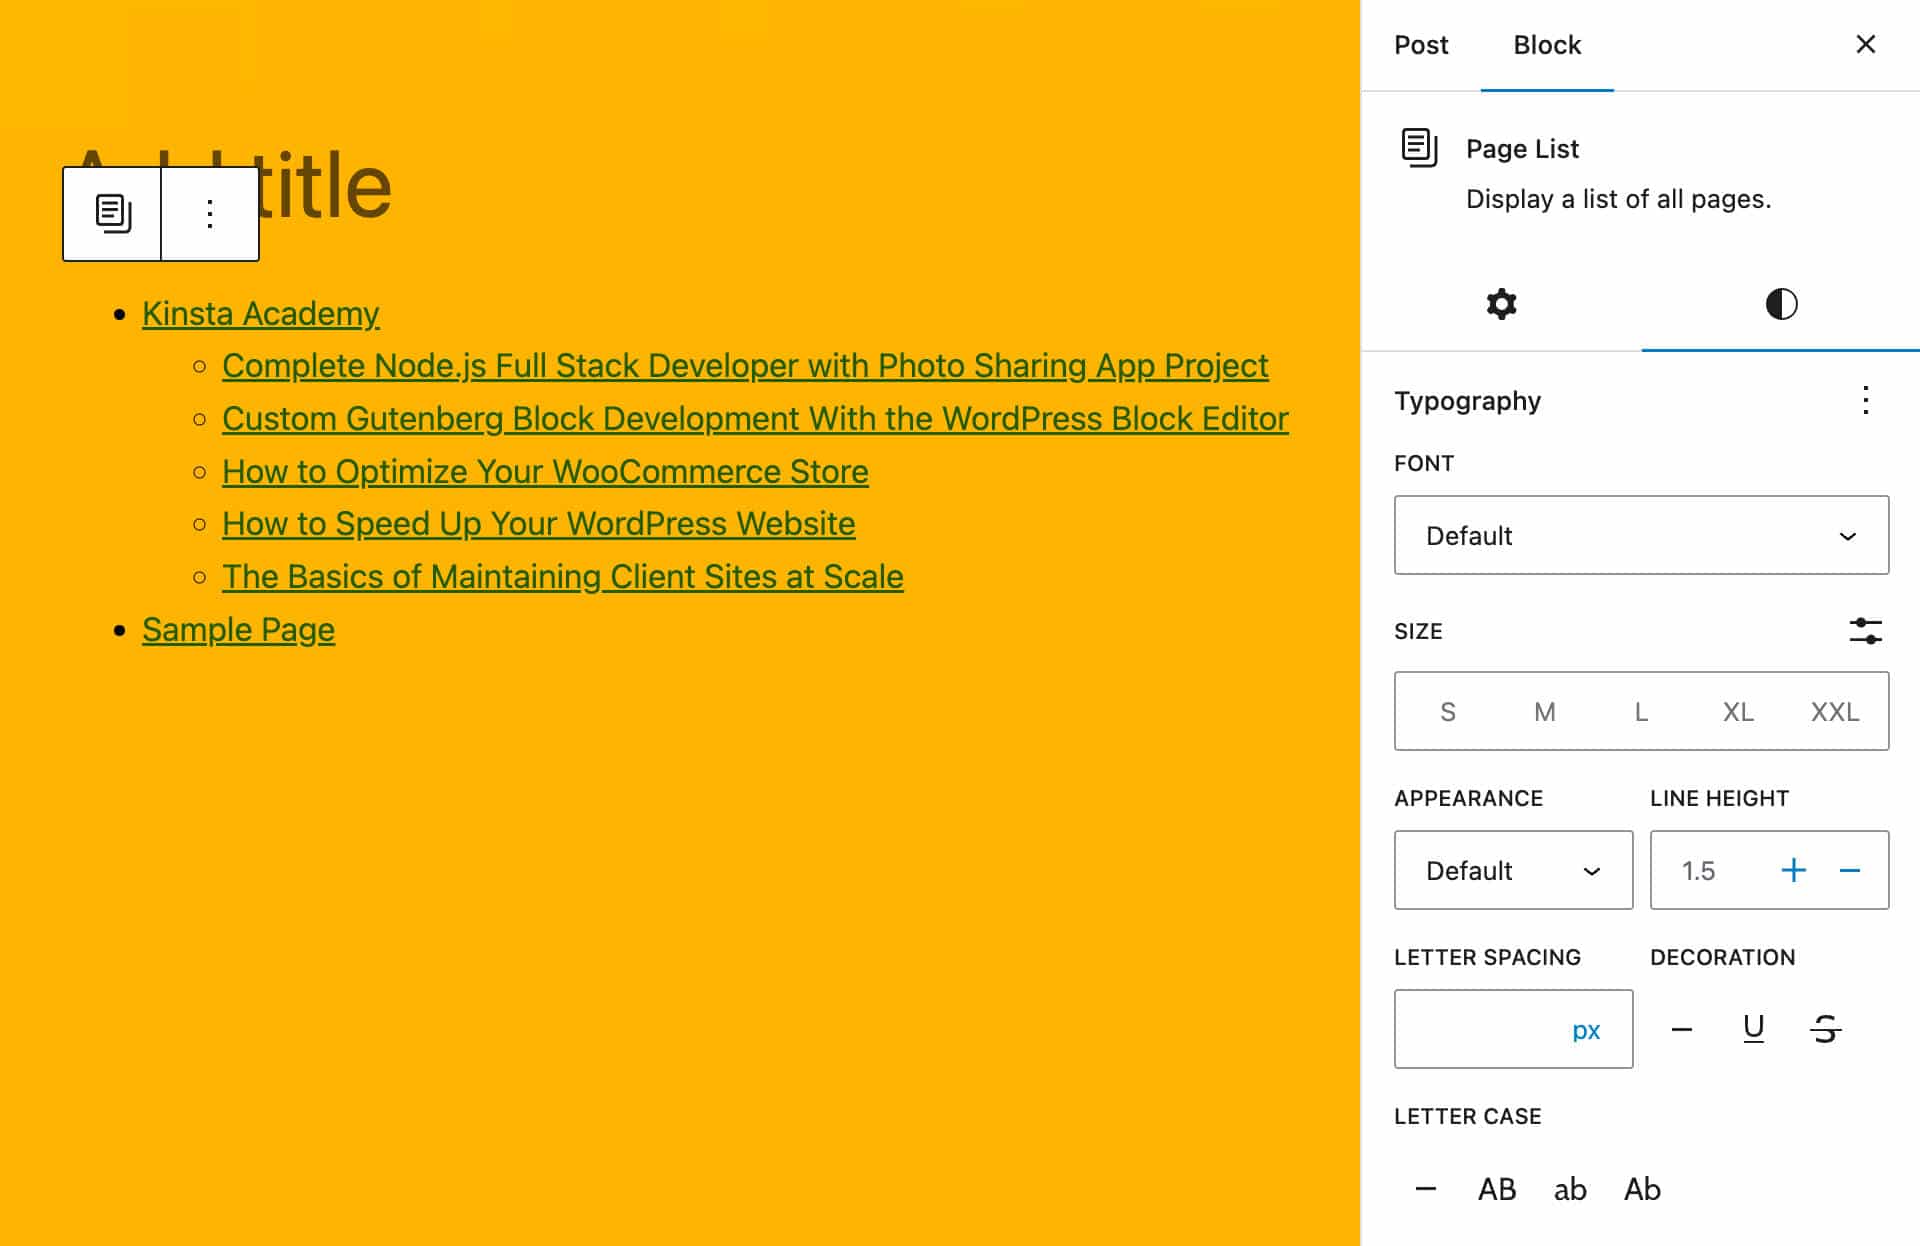 Add title
Kinsta Academy
Complete Node.js Full Stack Developer with Photo Sharing App Project
Custom Gutenberg Block Development With the WordPress Block Editor
How to Optimize Your WooCommerce Store
How to Speed Up Your WordPress Website
The Basics of Maintaining Client Sites at Scale
Sample Page
Post Block
Page List
Display a list of all pages.
Typography
FONT
Default
SIZE
S M L XL XXL
APPEARANCE LINE HEIGHT
Default 1.5
LETTER SPACING DECORATION
px U S
LETTER CASE
AB ab Ab